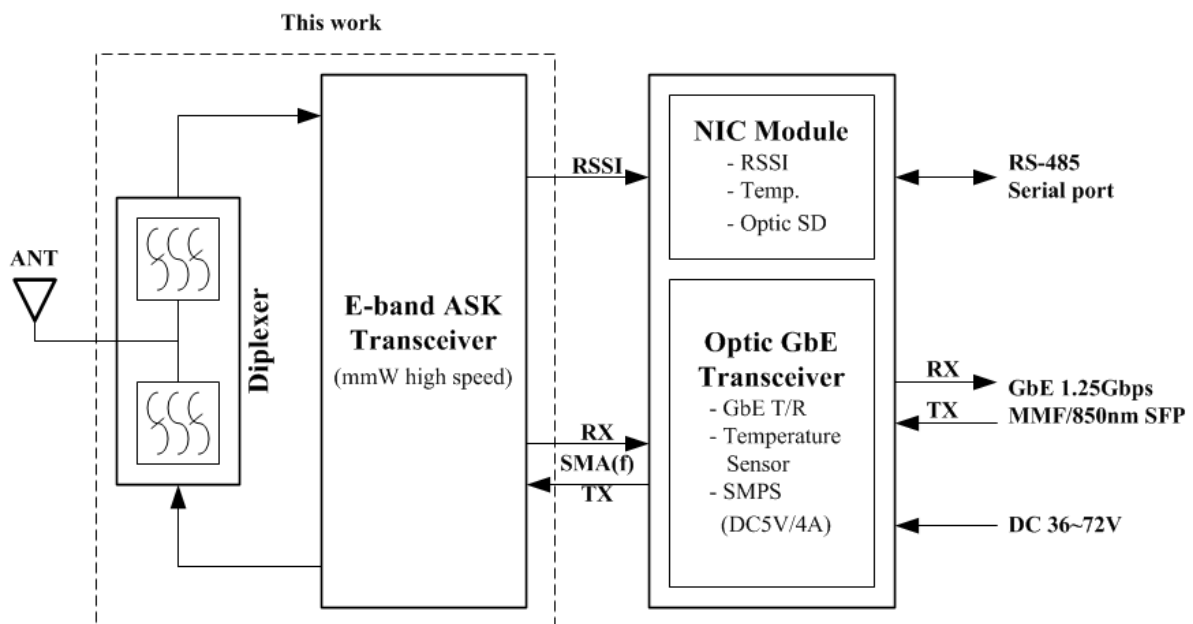 This work
ANT
Diplexer
E-band ASK
Transceiver
(mmW high speed)
RSSI
RX
SMA(f)
TX
NIC Module
- RSSI
- Temp.
- Optic SD
Optic GbE
Transceiver
- GbE T/R
- Temperature
Sensor
- SMPS
(DC5V/4A)
RS-485
Serial port
RX
TX
GbE 1.25Gbps
MMF/850nm SFP
DC 36~72V